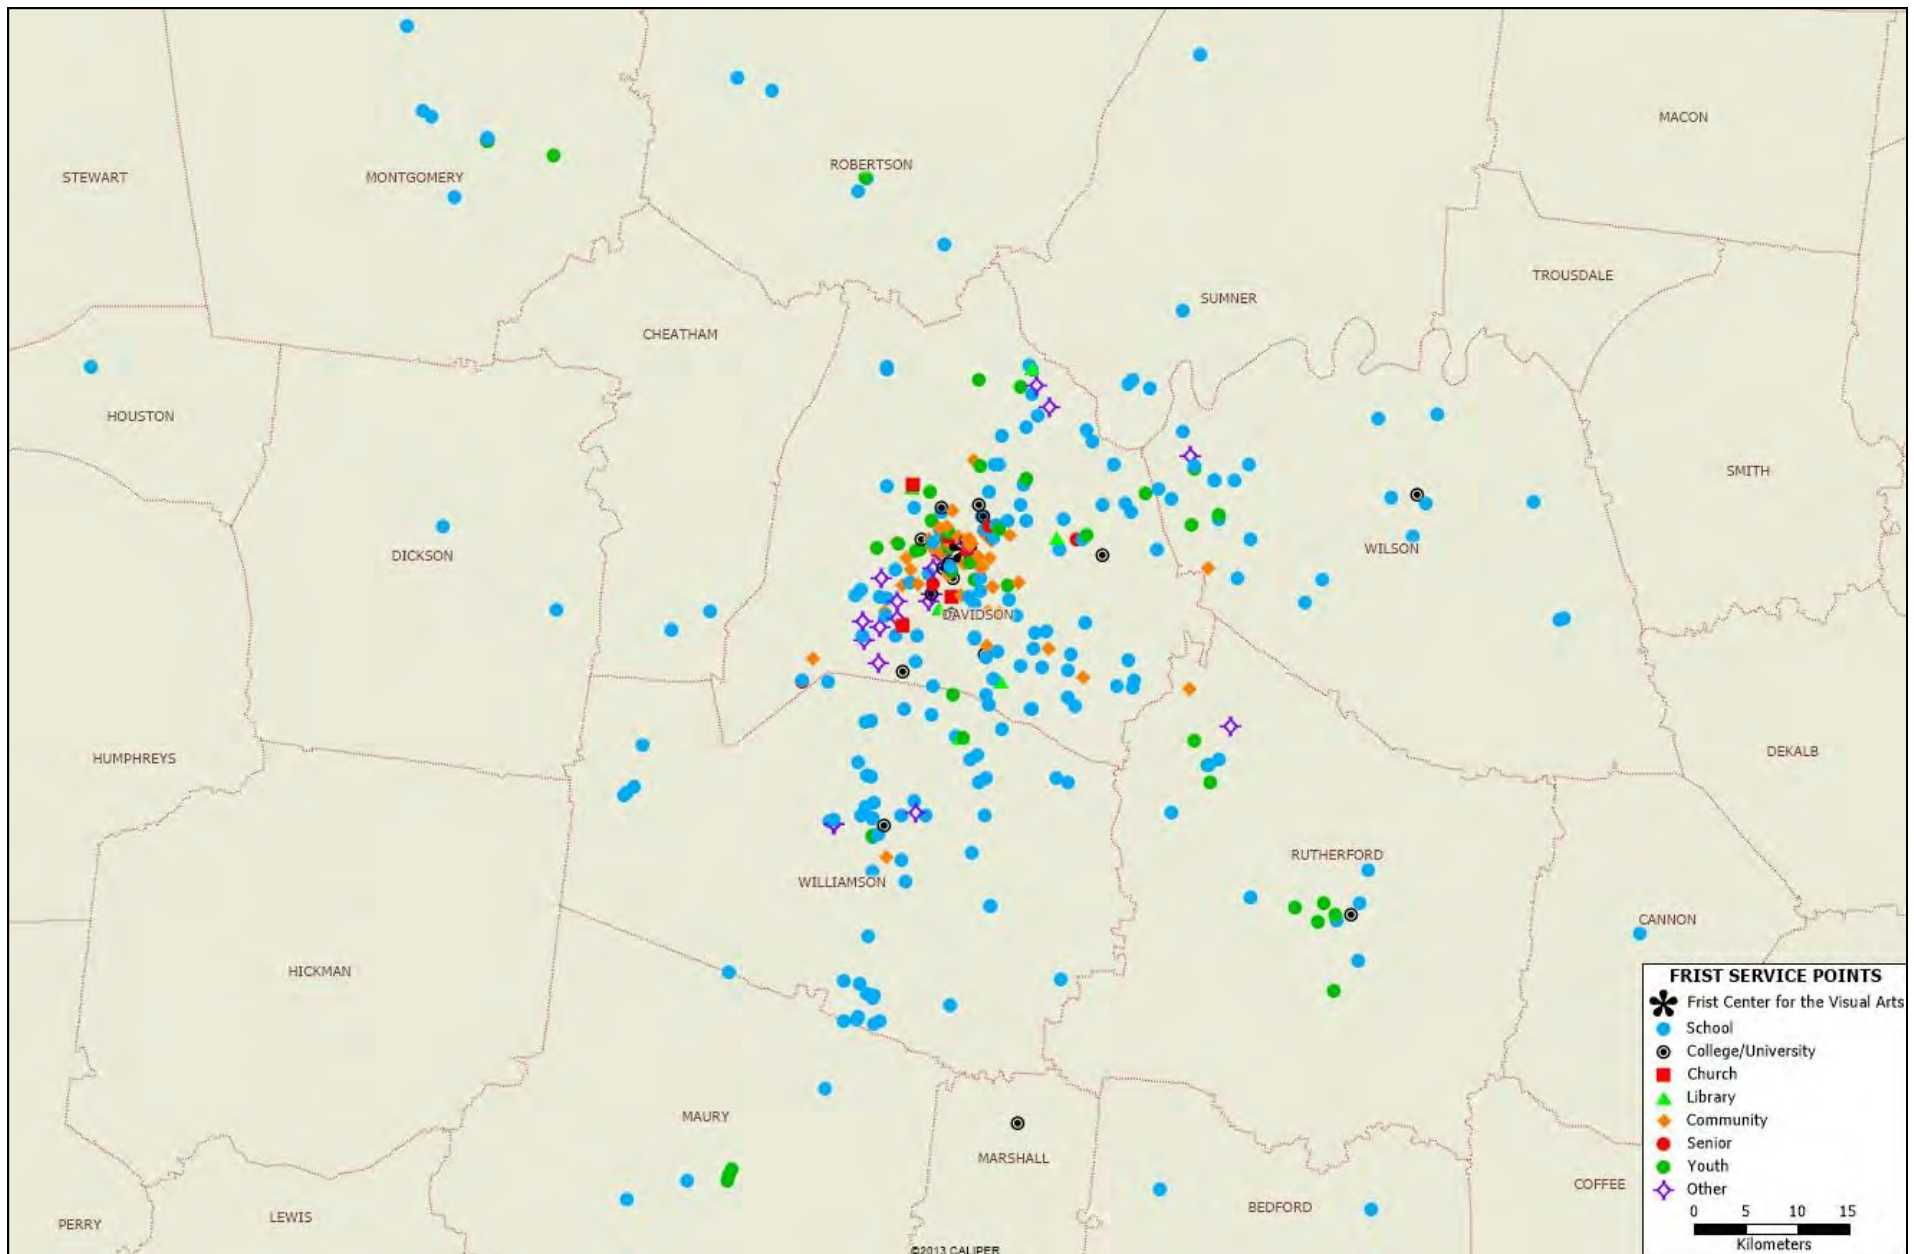 MACON
ROBERTSON
STEWART
MONTGOMERY
TROUSDALE
SUMNER
CHEATHAM
HOUSTON
SMITH
WILSON
DICKSON
DAVIDSON
DEKALB
HUMPHREYS
RUTHERFORD
WILLIAMSON
CANNON
HICKMAN
FRIST SERVICE POINTS
Frist Center for the Visual Arts
School
College/University
Church
Library
Community
Senior
Youth
Other
0 5 10 15
Kilometers
MAURY
MARSHALL
COFFEE
BEDFORD
LEWIS
PERRY
©2013 CALIPER